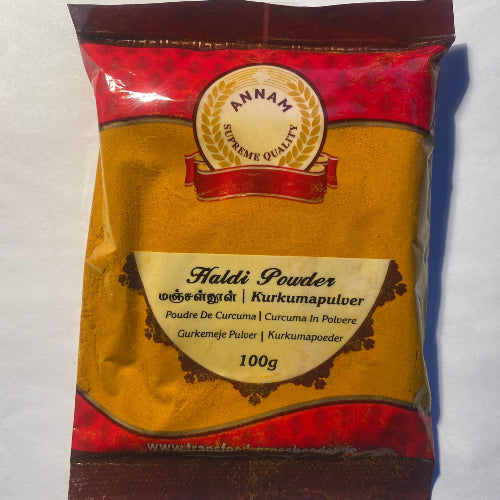 ANNAM
SUPREME QUALITY
Haldi Powder
மஞ்சள்தூள் | Kurkumapulver
Poudre De Curcuma | Curcuma In Polvere
Gurkemeje Pulver | Kurkumapoeder
100g